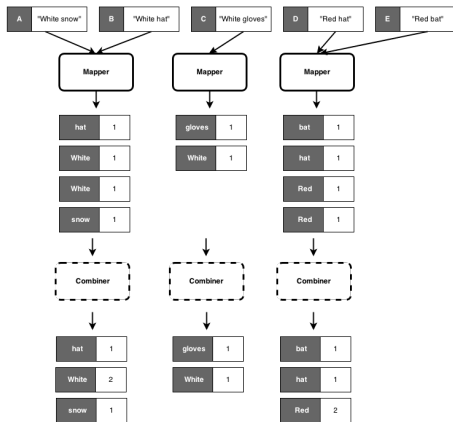 A "White snow" B "White hat" C "White gloves" D "Red hat" E "Red bat"
Mapper Mapper Mapper
hat 1 gloves 1 bat 1
White 1 White 1 hat 1
White 1 Red 1
snow 1 Red 1
Combiner Combiner Combiner
hat 1 gloves 1 bat 1
White 2 White 1 hat 1
snow 1 Red 2